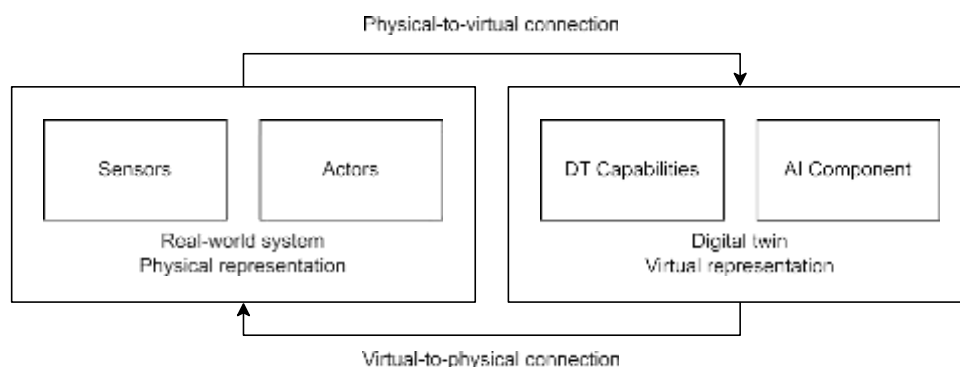 Physical-to-virtual connection
Sensors
Actors
Real-world system
Physical representation
DT Capabilities
AI Component
Digital twin
Virtual representation
Virtual-to-physical connection